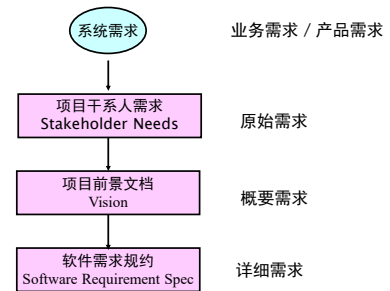 系统需求
业务需求 / 产品需求
项目干系人需求
Stakeholder Needs
原始需求
项目前景文档
Vision
概要需求
软件需求规约
Software Requirement Spec
详细需求